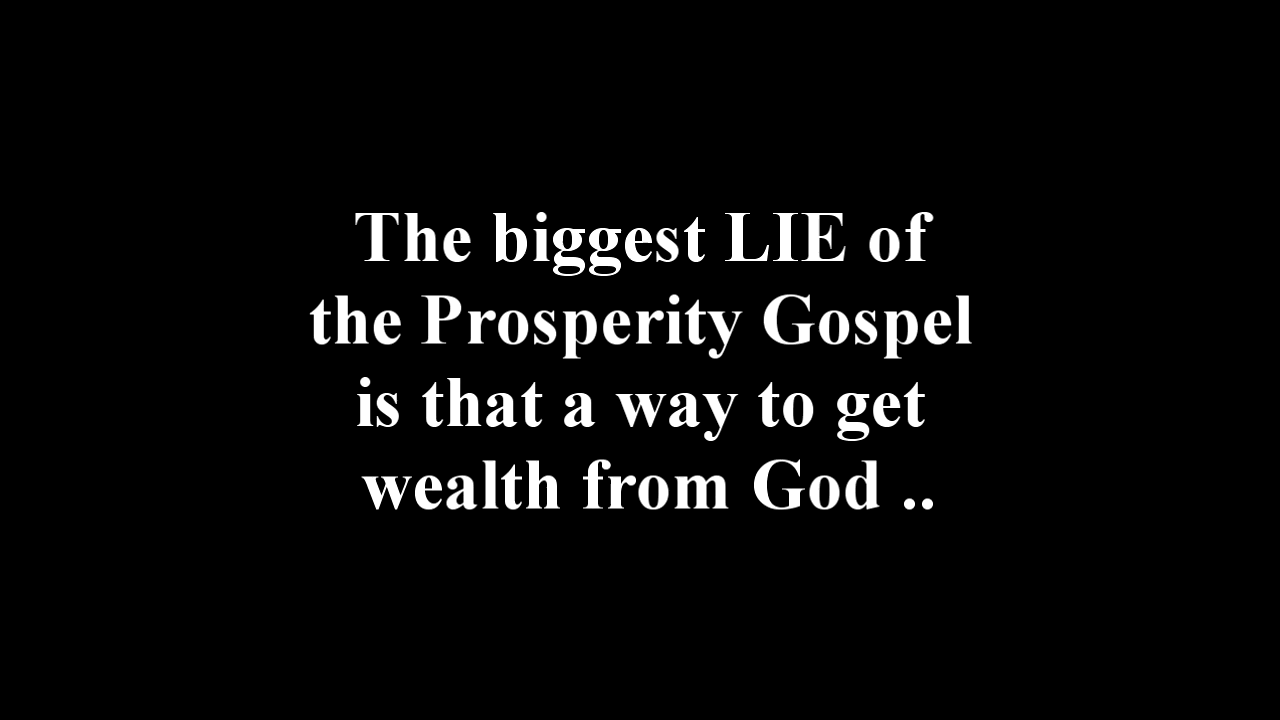 The biggest LIE of
the Prosperity Gospel
is that a way to get
wealth from God ..